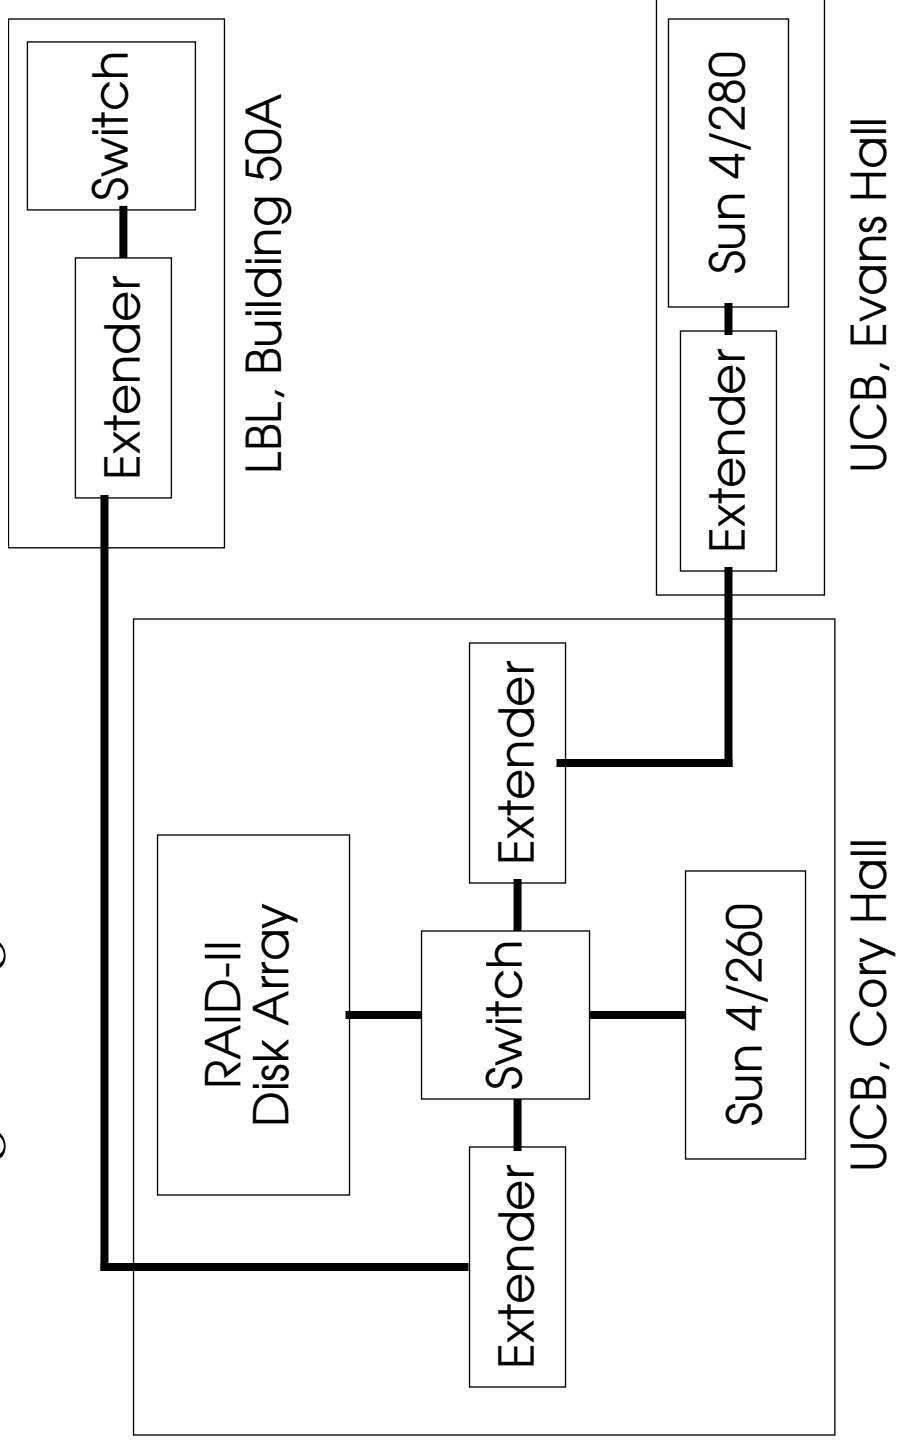 Extender
Switch
LBL, Building 50A
RAID-II
Disk Array
Extender
Switch
Extender
Sun 4/260
Extender
Sun 4/280
UCB, Cory Hall
UCB, Evans Hall